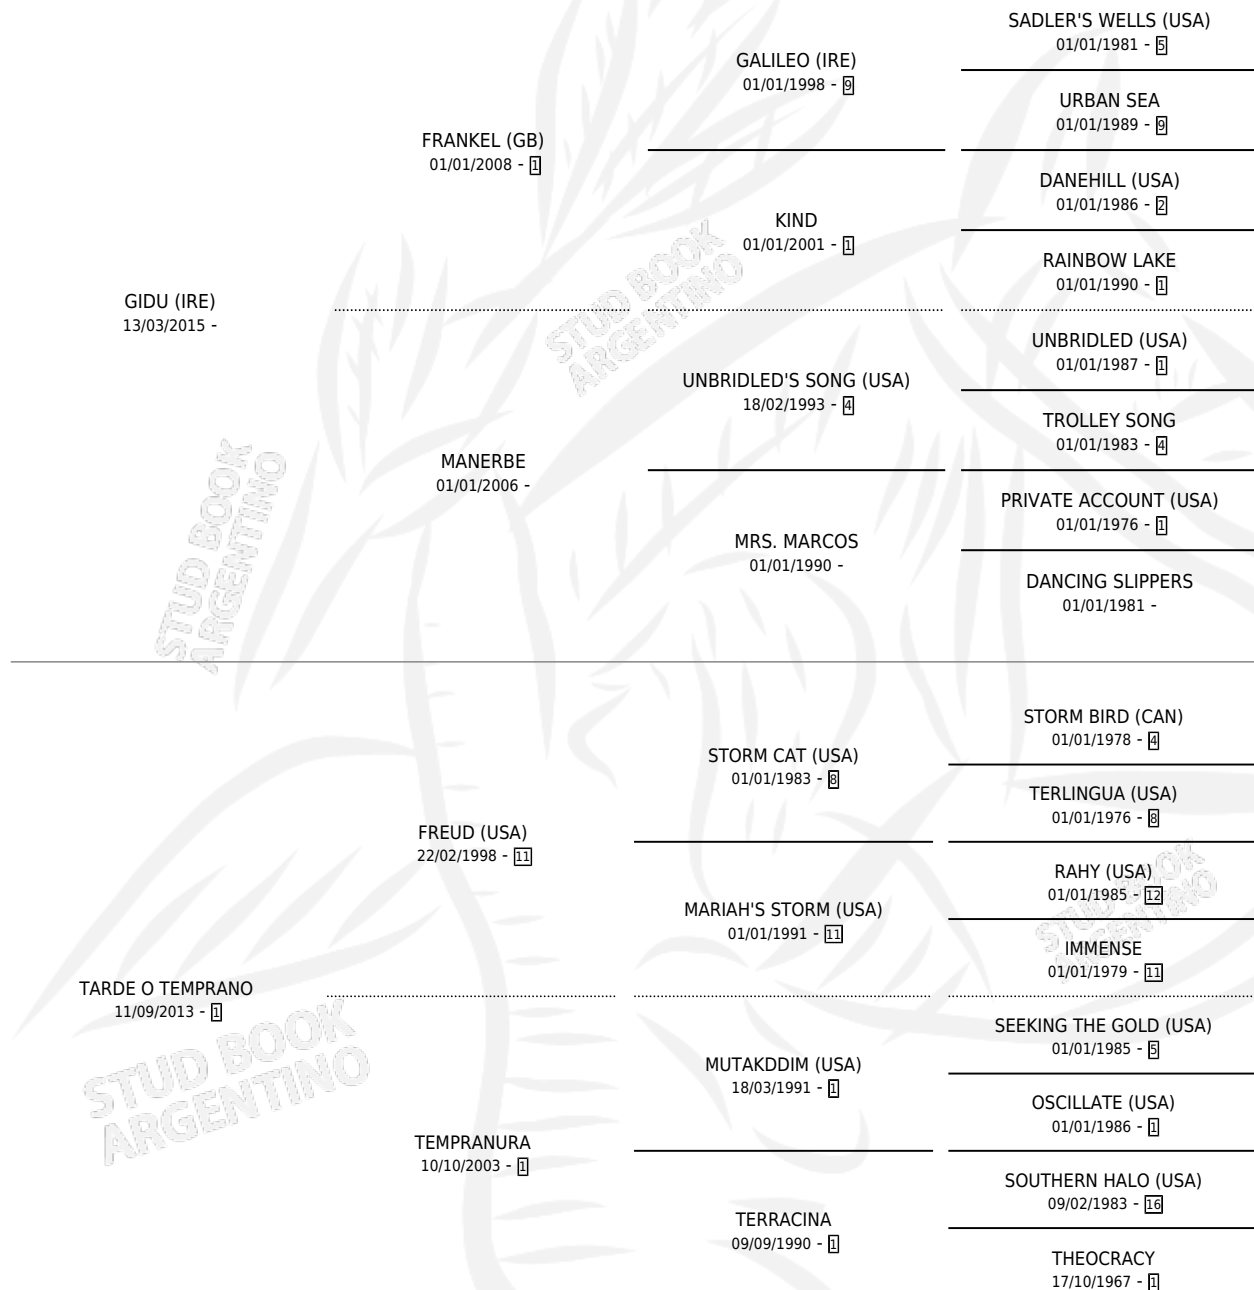 SADLER'S WELLS (USA)
01/01/1981 - 5
GALILEO (IRE)
01/01/1998 - 9
URBAN SEA
01/01/1989 - 9
FRANKEL (GB)
01/01/2008 - 1
DANEHILL (USA)
01/01/1986 - 2
KIND
01/01/2001 - 1
RAINBOW LAKE
01/01/1990 - 1
GIDU (IRE)
13/03/2015 -
STUD BOOK
ARGENTINO
UNBRIDLED (USA)
01/01/1987 - 1
UNBRIDLED'S SONG (USA)
18/02/1993 - 4
TROLLEY SONG
01/01/1983 - 4
MANERBE
01/01/2006 -
PRIVATE ACCOUNT (USA)
01/01/1976 - 1
MRS. MARCOS
01/01/1990 -
DANCING SLIPPERS
01/01/1981 -
STUD BOOK
ARGENTINO
STORM BIRD (CAN)
01/01/1978 - 4
STORM CAT (USA)
01/01/1983 - 8
TERLINGUA (USA)
01/01/1976 - 8
FREUD (USA)
22/02/1998 - 11
RAHY (USA)
01/01/1985 - 12
MARIAH'S STORM (USA)
01/01/1991 - 11
IMMENSE
01/01/1979 - 11
STUD BOOK
ARGENTINO
TARDE O TEMPRANO
11/09/2013 - 1
SEEKING THE GOLD (USA)
01/01/1985 - 5
MUTAKDDIM (USA)
18/03/1991 - 1
OSCILLATE (USA)
01/01/1986 - 1
STUD BOOK
ARGENTINO
TEMPRANURA
10/10/2003 - 1
SOUTHERN HALO (USA)
09/02/1983 - 16
TERRACINA
09/09/1990 - 1
THEOCRACY
17/10/1967 - 1